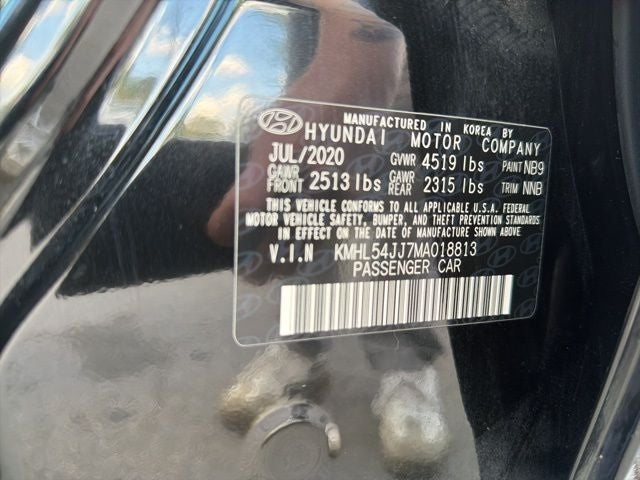 MANUFACTURED IN KOREA BY
HYUNDAI MOTOR COMPANY
JUL/2020 GVWR 4519 lbs PAINT NB9
GAWR FRONT 2513 lbs GAWR REAR 2315 lbs TRIM NNB
THIS VEHICLE CONFORMS TO ALL APPLICABLE U.S.A. FEDERAL
MOTOR VEHICLE SAFETY, BUMPER, AND THEFT PREVENTION STANDARDS
IN EFFECT ON THE DATE OF MANUFACTURE SHOWN ABOVE.
V.I.N KMHL54JJ7MA018813
PASSENGER CAR